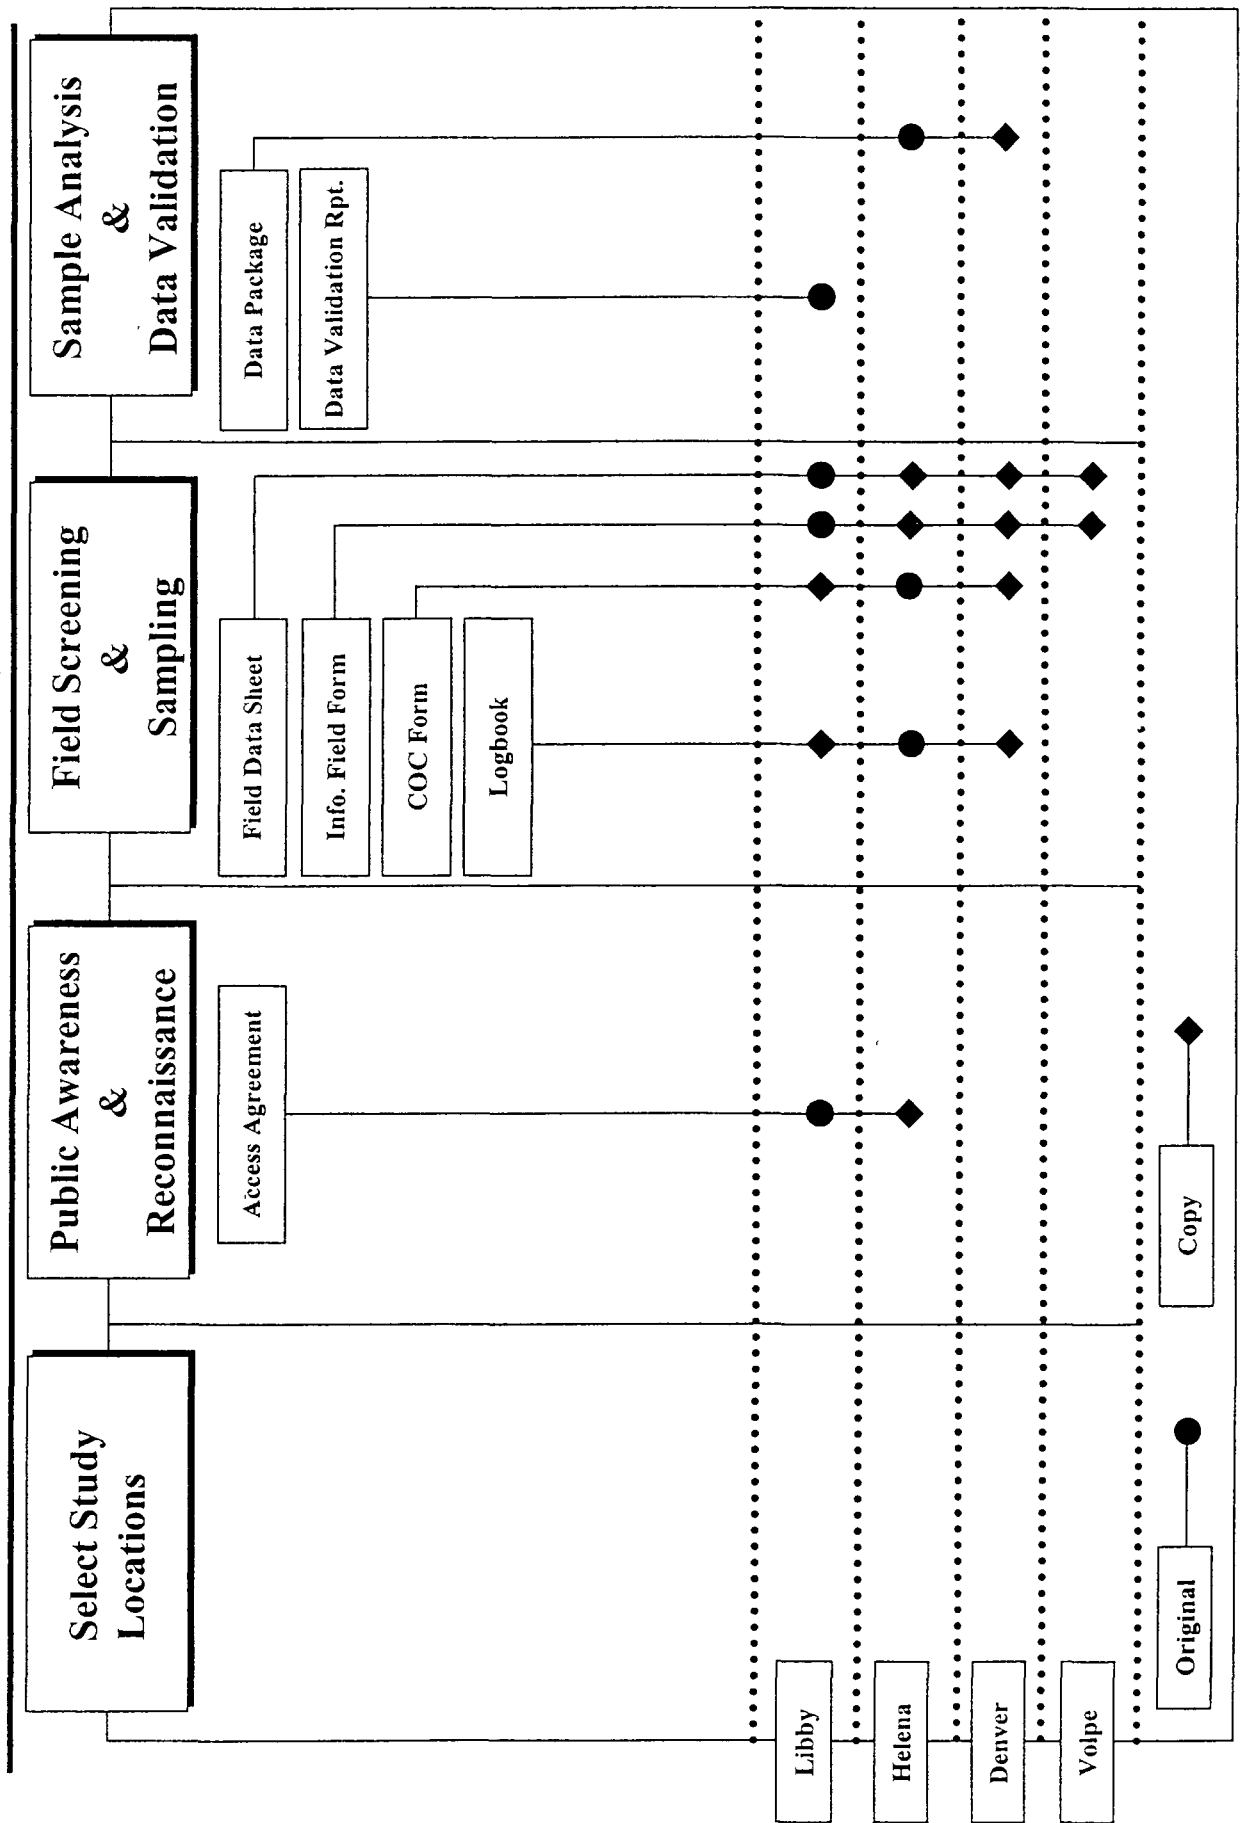 Select Study
Locations
Public Awareness
&
Reconnaissance
Field Screening
&
Sampling
Sample Analysis
&
Data Validation
Access Agreement
Field Data Sheet
Info. Field Form
COC Form
Logbook
Data Package
Data Validation Rpt.
Libby
Helena
Denver
Volpe
Original
Copy